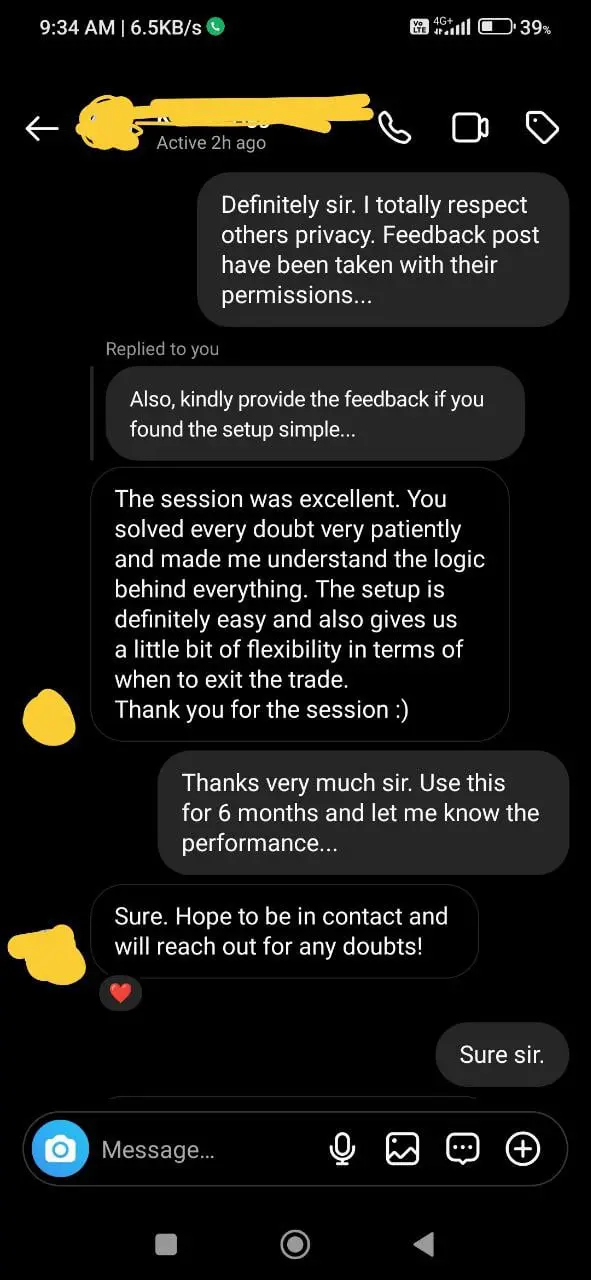 9:34 AM | 6.5KB/s
Vo LTE 4G+ 39%
Active 2h ago
Definitely sir. I totally respect
others privacy. Feedback post
have been taken with their
permissions...
Replied to you
Also, kindly provide the feedback if you
found the setup simple...
The session was excellent. You
solved every doubt very patiently
and made me understand the logic
behind everything. The setup is
definitely easy and also gives us
a little bit of flexibility in terms of
when to exit the trade.
Thank you for the session :)
Thanks very much sir. Use this
for 6 months and let me know the
performance...
Sure. Hope to be in contact and
will reach out for any doubts!
Sure sir.
Message...